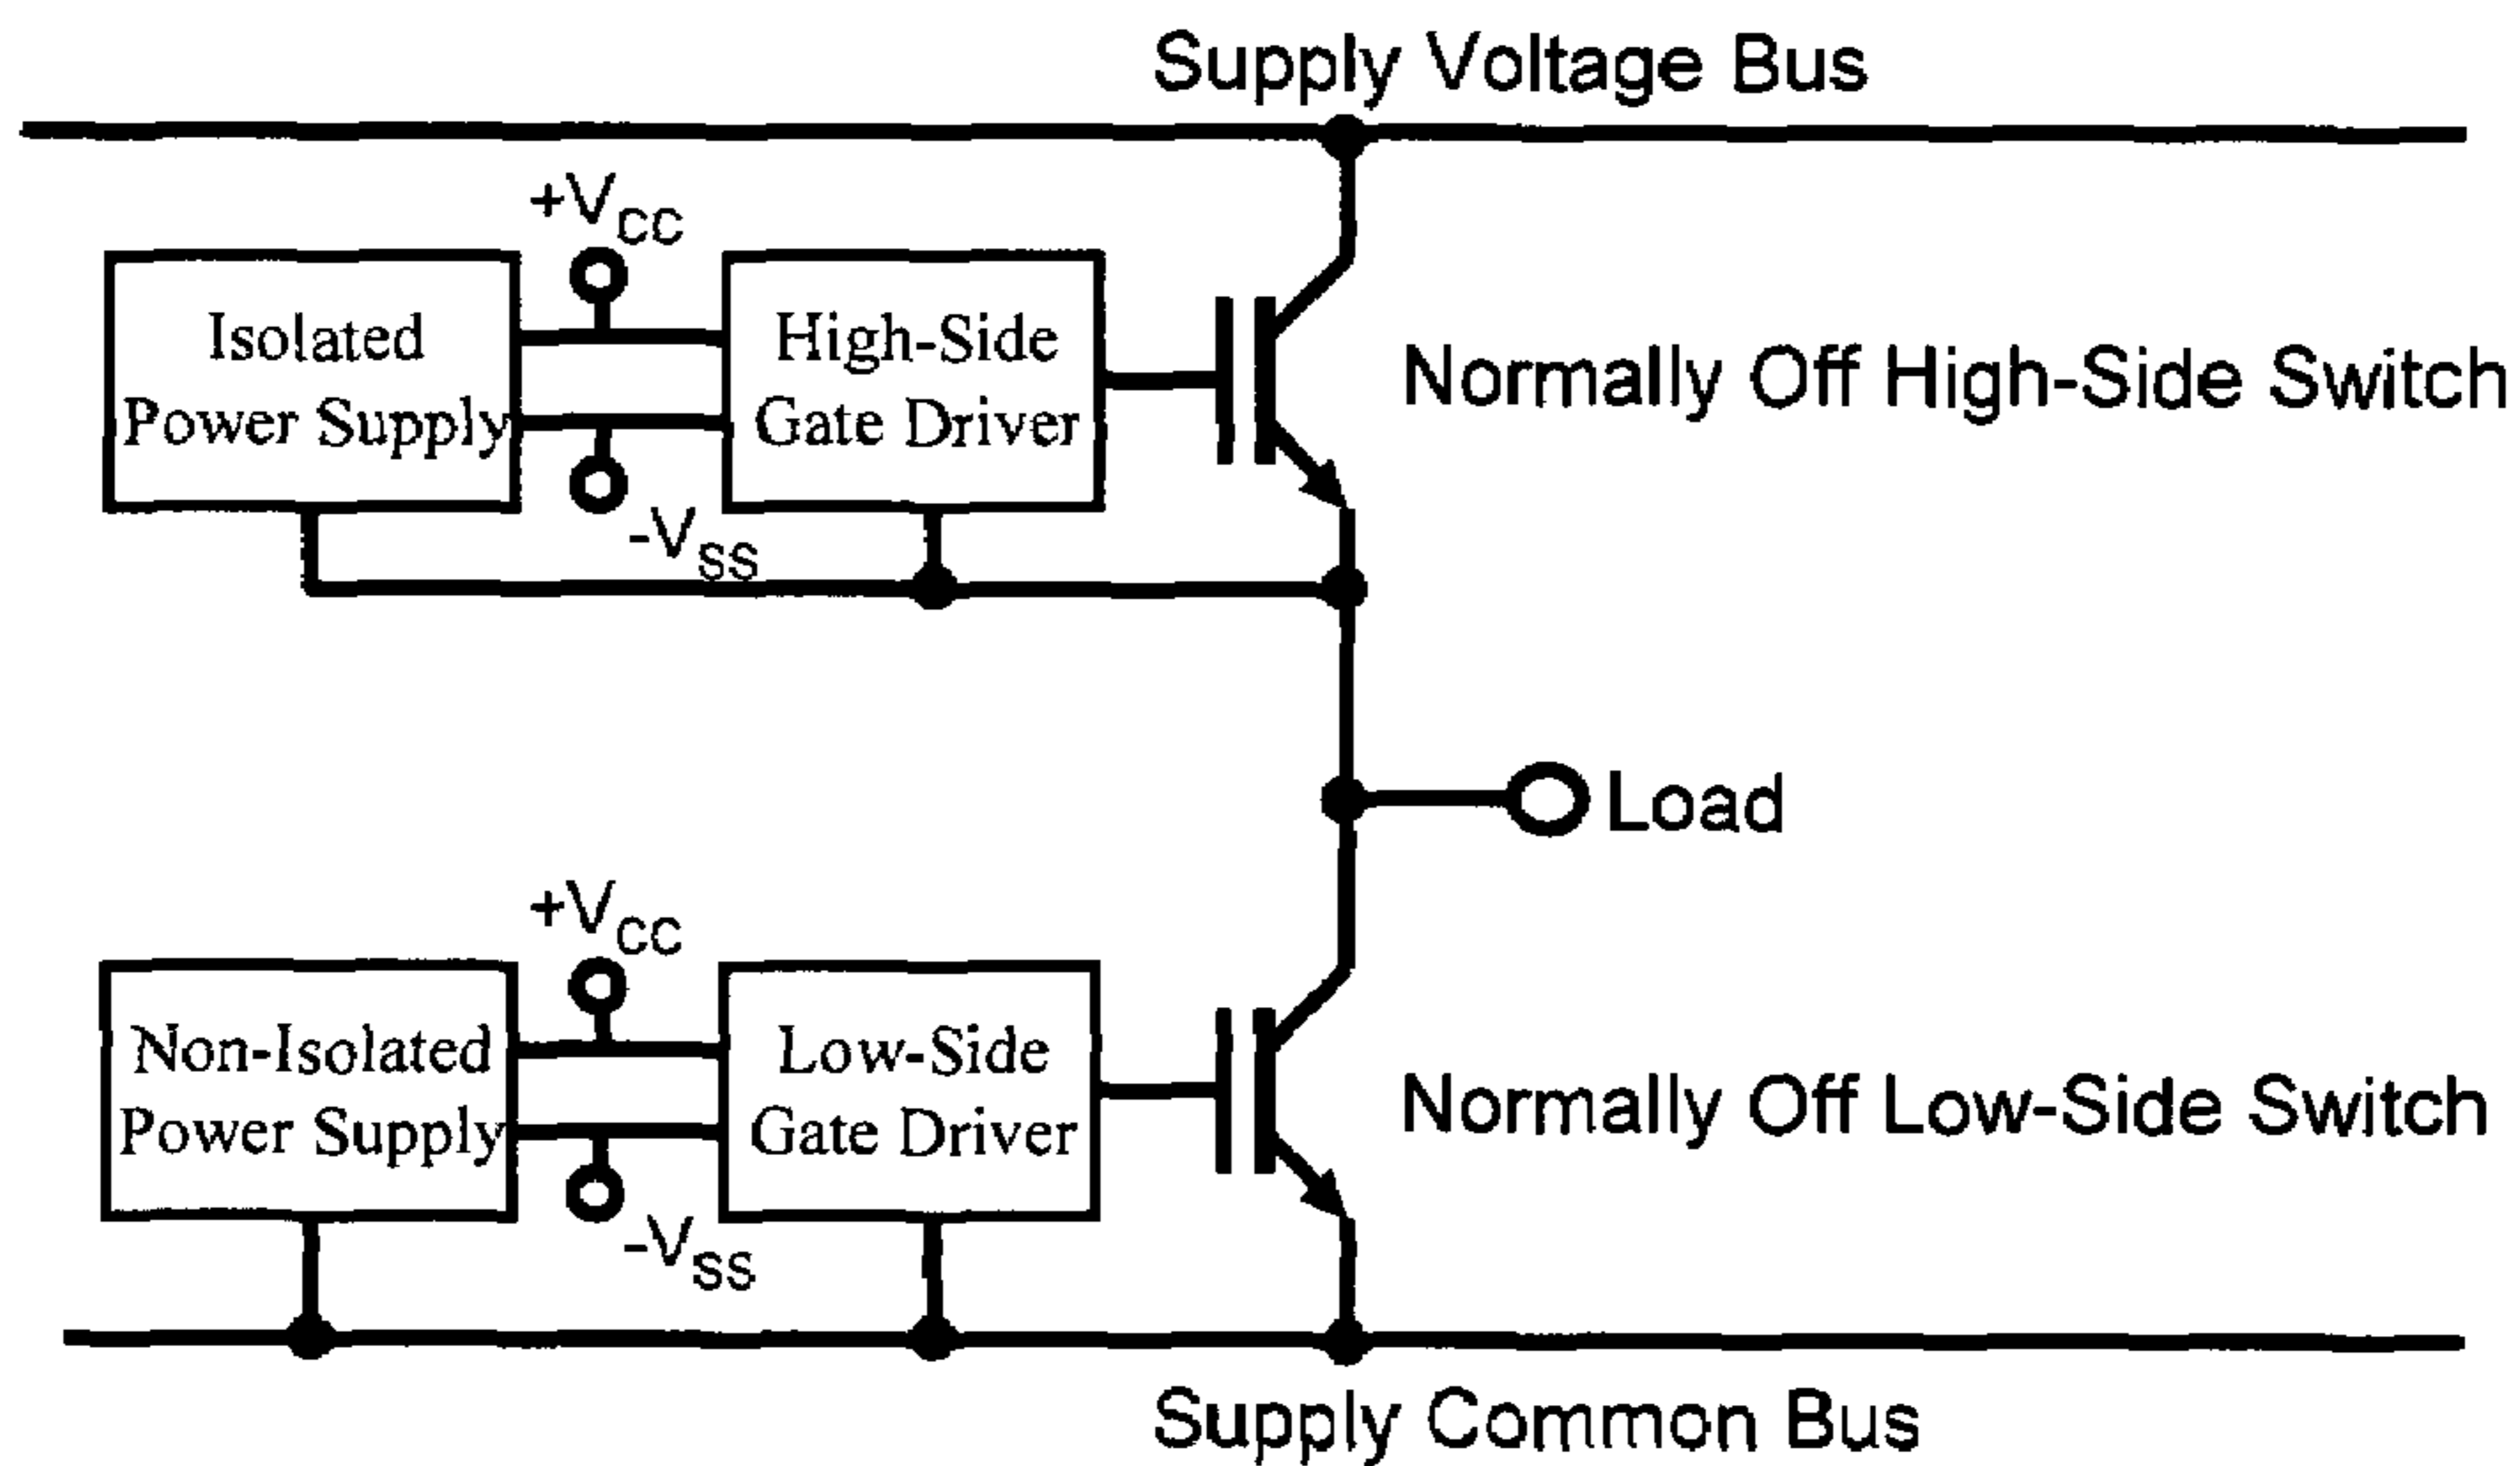 Supply Voltage Bus
+VCC
Isolated
Power Supply
High-Side
Gate Driver
Normally Off High-Side Switch
-VSS
Load
+VCC
Non-Isolated
Power Supply
Low-Side
Gate Driver
Normally Off Low-Side Switch
-VSS
Supply Common Bus